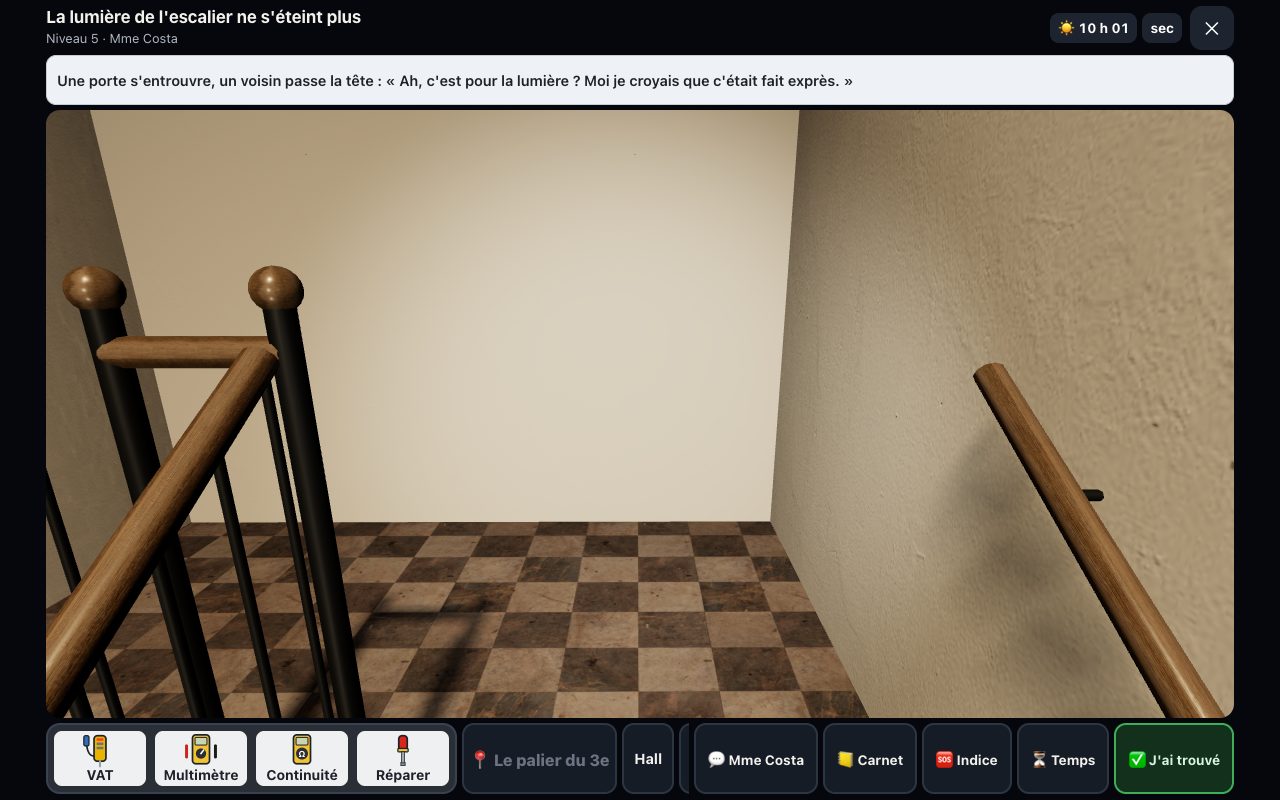 La lumière de l'escalier ne s'éteint plus
Niveau 5 · Mme Costa
10 h 01
sec
Une porte s'entrouvre, un voisin passe la tête : « Ah, c'est pour la lumière ? Moi je croyais que c'était fait exprès. »
VAT
Multimètre
Continuité
Réparer
Le palier du 3e
Hall
Mme Costa
Carnet
SOS Indice
Temps
J'ai trouvé